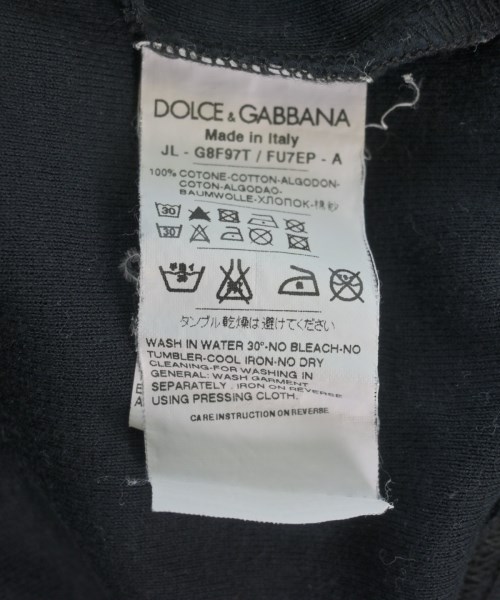 DOLCE & GABBANA
Made in Italy
JL - G8F97T / FU7EP - A
100% COTONE-COTTON-ALGODON-
COTON-ALGODAO-
BAUMWOLLE-ХЛОПОК-棉
30
30
タンブル乾燥は避けてください
WASH IN WATER 30°-NO BLEACH-NO
TUMBLER-COOL IRON-NO DRY
CLEANING-FOR WASHING IN
GENERAL: WASH GARMENT
SEPARATELY / IRON ON REVERSE
USING PRESSING CLOTH.
CARE INSTRUCTION ON REVERSE